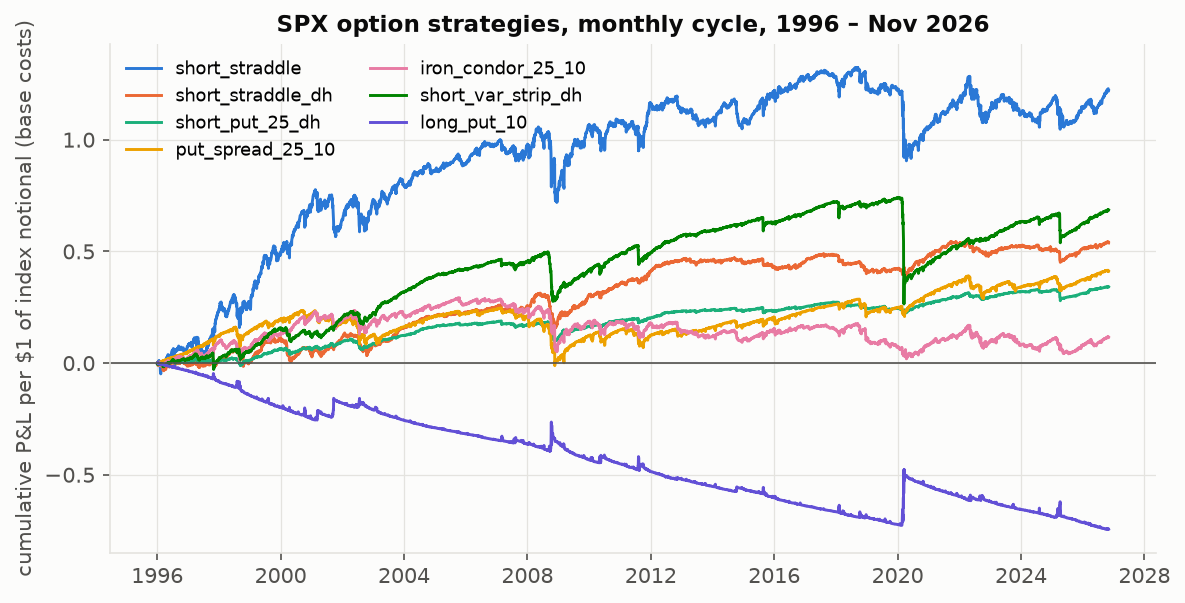 SPX option strategies, monthly cycle, 1996 – Nov 2026
cumulative P&L per $1 of index notional (base costs)
short_straddle
short_straddle_dh
short_put_25_dh
put_spread_25_10
iron_condor_25_10
short_var_strip_dh
long_put_10
1.0
0.5
0.0
−0.5
1996 2000 2004 2008 2012 2016 2020 2024 2028